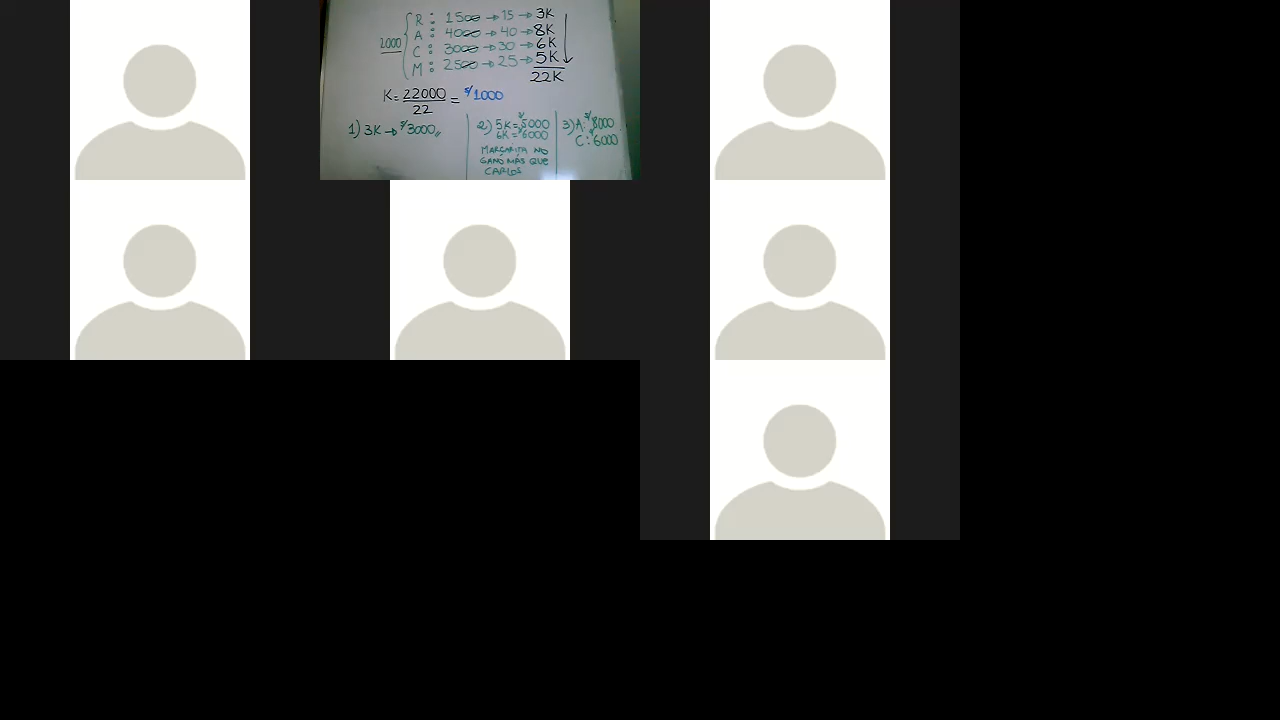 R : 1500 → 15 → 3K
A : 4000 → 40 → 8K
2000
C : 3000 → 30 → 6K
M : 2500 → 25 → 5K
22K
K = 22000/22 = S/1000
1) 3K → S/3000
2) 5K = S/5000
6K = S/6000
MARGARITA NO
GANÓ MÁS QUE
CARLOS
3) A: S/8000
C: S/6000